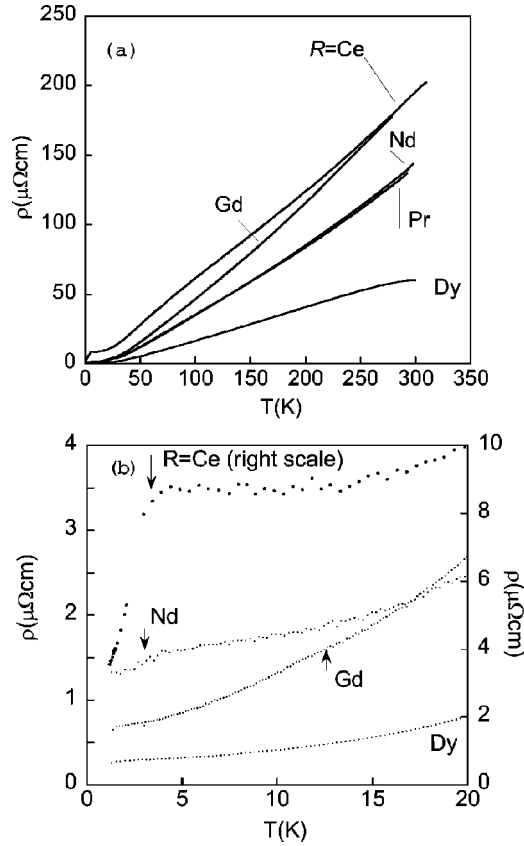 250
(a)
R=Ce
200
Nd
150
ρ(μΩcm)
Gd
100
Pr
Dy
50
0
0 50 100 150 200 250 300 350
T(K)
4 10
(b) R=Ce (right scale)
8
3
6
ρ(μΩcm) ρ(μΩcm)
2
Nd
4
1 Gd
2
Dy
0 0
0 5 10 15 20
T(K)